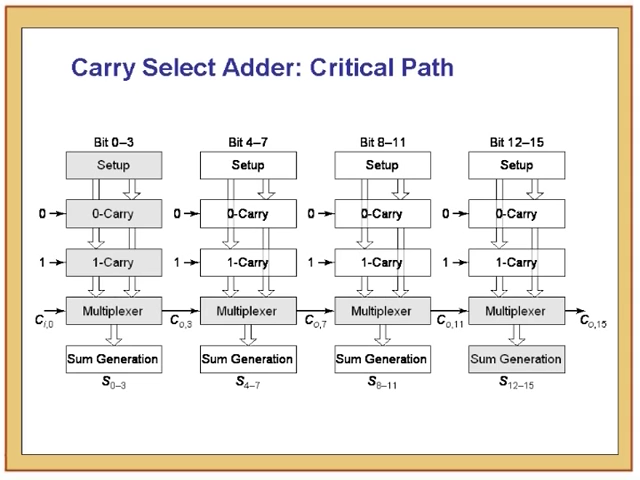 Carry Select Adder: Critical Path
Bit 0–3 Bit 4–7 Bit 8–11 Bit 12–15
Setup Setup Setup Setup
0 0-Carry 0 0-Carry 0 0-Carry 0 0-Carry
1 1-Carry 1 1-Carry 1 1-Carry 1 1-Carry
Multiplexer Multiplexer Multiplexer Multiplexer
Ci,0 Co,3 Co,7 Co,11 Co,15
Sum Generation Sum Generation Sum Generation Sum Generation
S0–3 S4–7 S8–11 S12–15